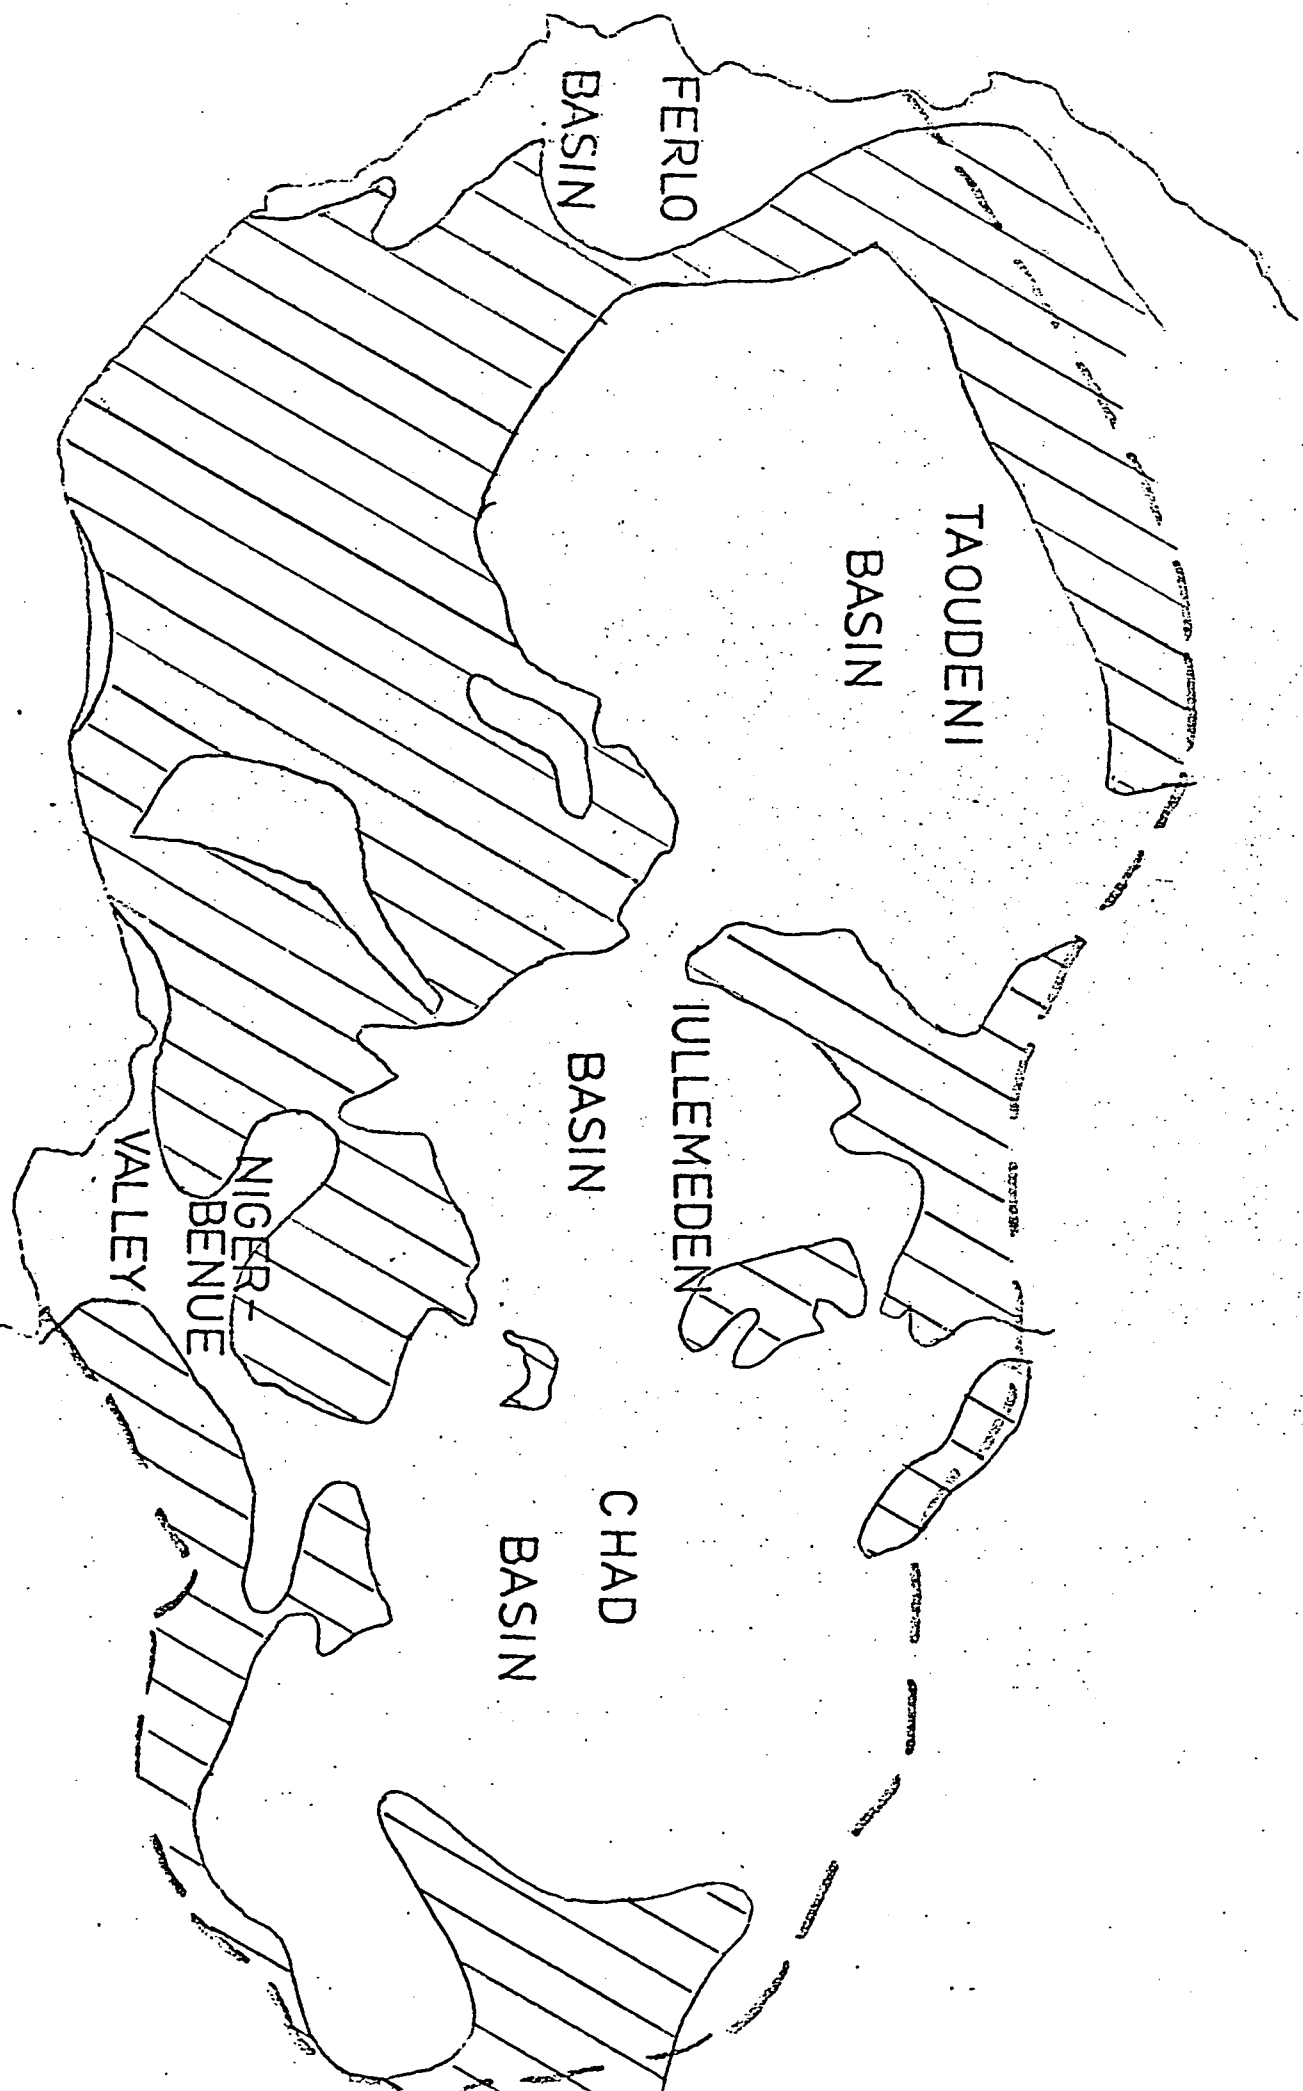 FERLO
BASIN
TAOUDENI
BASIN
IULLEMEDEN
BASIN
NIGER-
BENUE
VALLEY
CHAD
BASIN